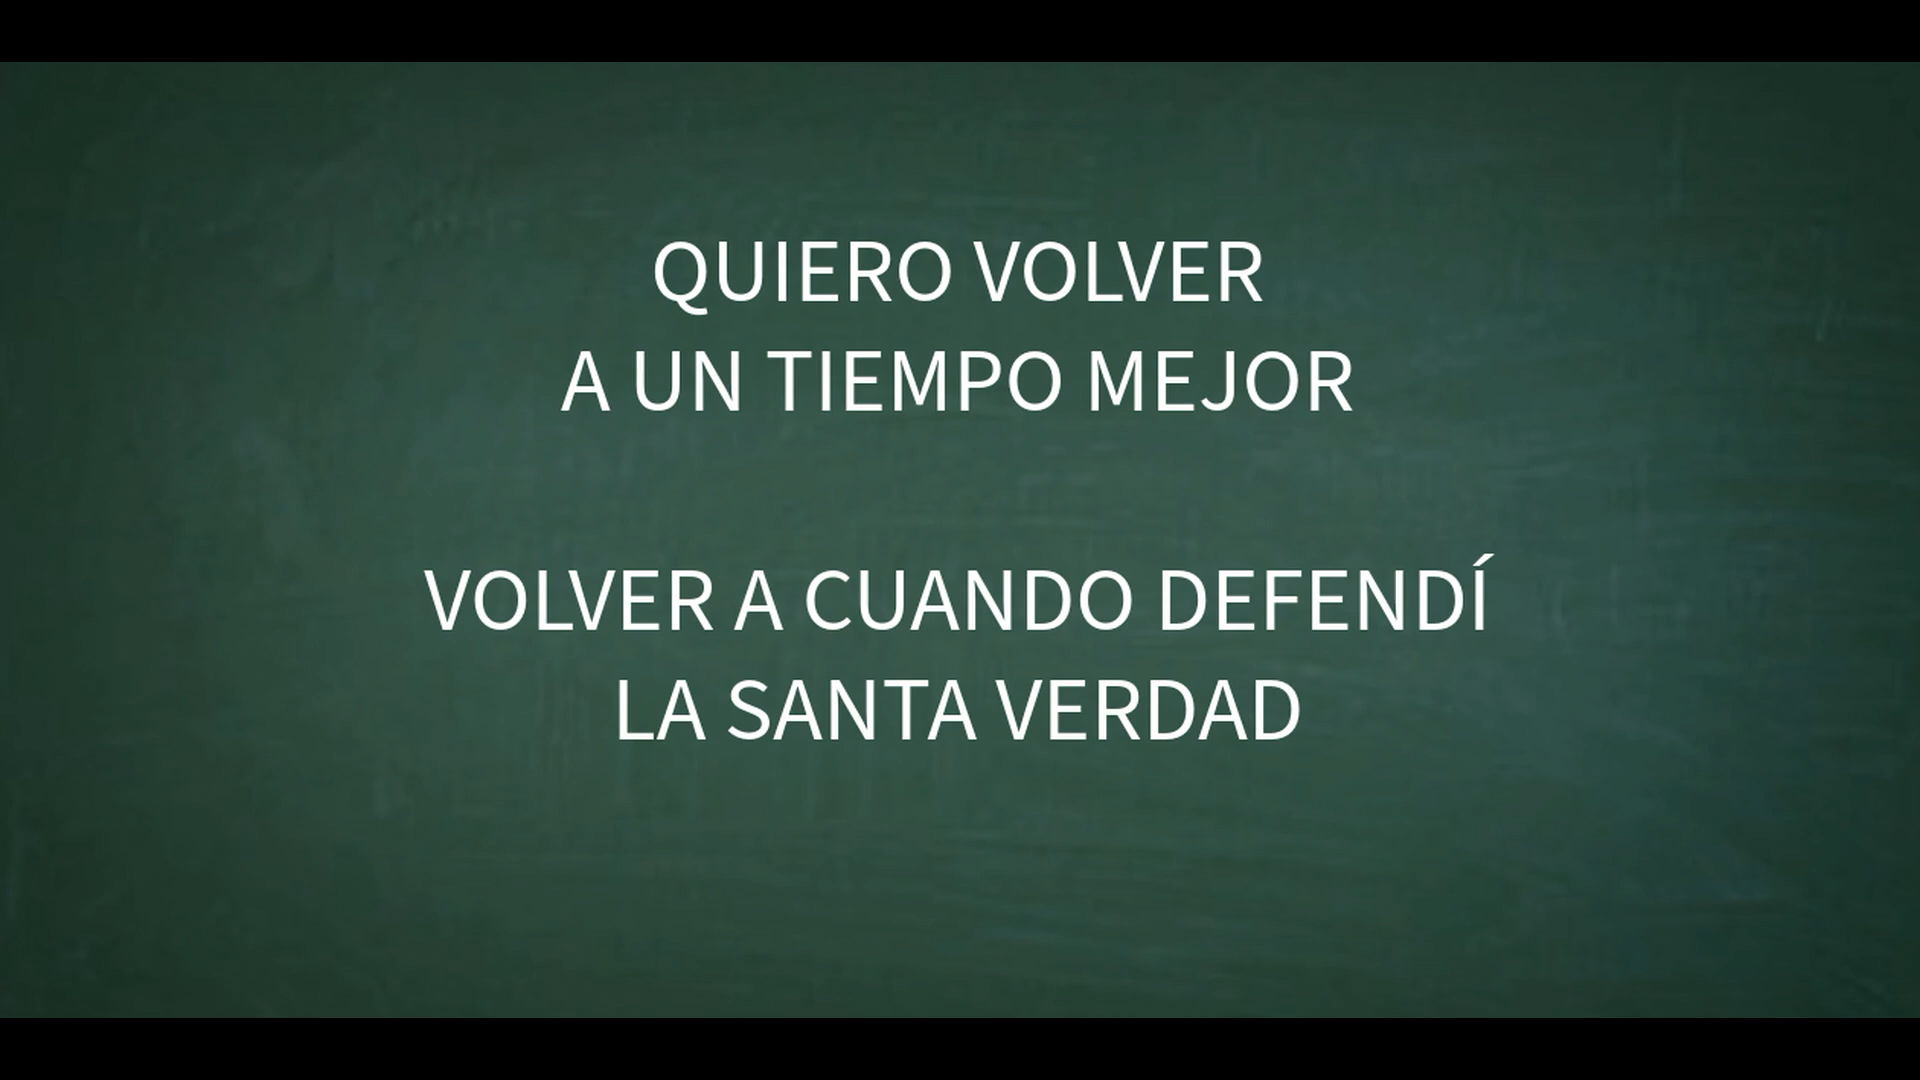 QUIERO VOLVER
A UN TIEMPO MEJOR
VOLVER A CUANDO DEFENDÍ
LA SANTA VERDAD